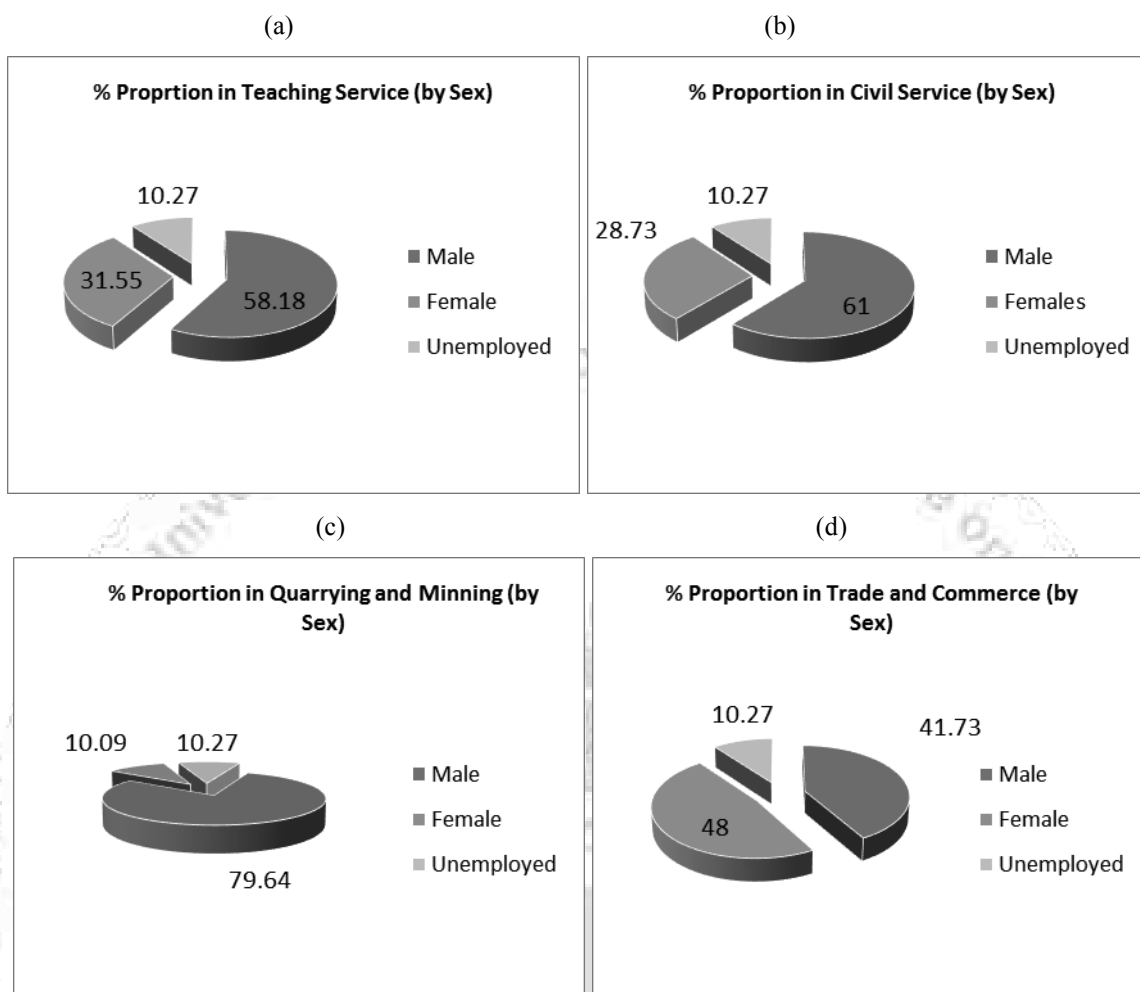 (a)
% Proprtion in Teaching Service (by Sex)
10.27
31.55
58.18
Male
Female
Unemployed
(b)
% Proportion in Civil Service (by Sex)
10.27
28.73
61
Male
Females
Unemployed
(c)
% Proportion in Quarrying and Minning (by
Sex)
10.09
10.27
79.64
Male
Female
Unemployed
(d)
% Proportion in Trade and Commerce (by
Sex)
10.27
41.73
48
Male
Female
Unemployed